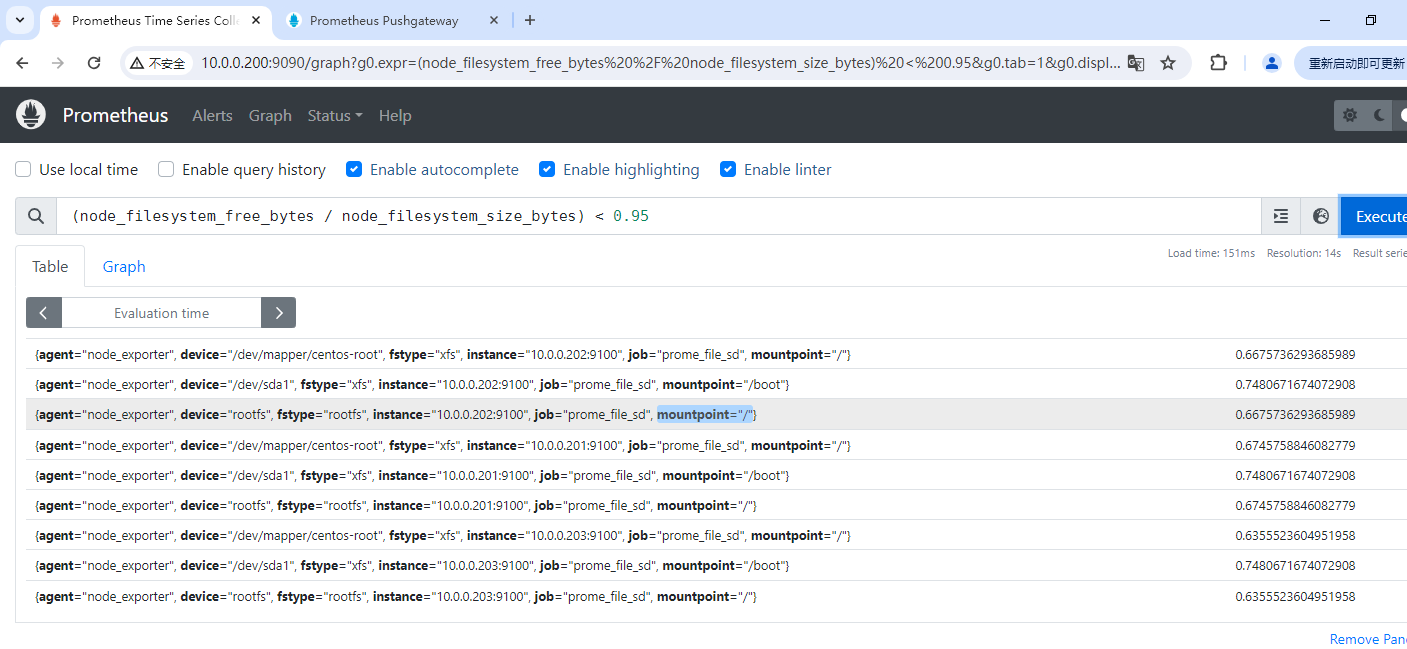 Prometheus Time Series Coll
Prometheus Pushgateway
不安全 10.0.0.200:9090/graph?g0.expr=(node_filesystem_free_bytes%20%2F%20node_filesystem_size_bytes)%20<%200.95&g0.tab=1&g0.displ... 重新启动即可更新
Prometheus Alerts Graph Status Help
Use local time Enable query history Enable autocomplete Enable highlighting Enable linter
(node_filesystem_free_bytes / node_filesystem_size_bytes) < 0.95 Execute
Load time: 151ms Resolution: 14s Result serie
Table Graph
Evaluation time
{agent="node_exporter", device="/dev/mapper/centos-root", fstype="xfs", instance="10.0.0.202:9100", job="prome_file_sd", mountpoint="/"} 0.6675736293685989
{agent="node_exporter", device="/dev/sda1", fstype="xfs", instance="10.0.0.202:9100", job="prome_file_sd", mountpoint="/boot"} 0.7480671674072908
{agent="node_exporter", device="rootfs", fstype="rootfs", instance="10.0.0.202:9100", job="prome_file_sd", mountpoint="/"} 0.6675736293685989
{agent="node_exporter", device="/dev/mapper/centos-root", fstype="xfs", instance="10.0.0.201:9100", job="prome_file_sd", mountpoint="/"} 0.6745758846082779
{agent="node_exporter", device="/dev/sda1", fstype="xfs", instance="10.0.0.201:9100", job="prome_file_sd", mountpoint="/boot"} 0.7480671674072908
{agent="node_exporter", device="rootfs", fstype="rootfs", instance="10.0.0.201:9100", job="prome_file_sd", mountpoint="/"} 0.6745758846082779
{agent="node_exporter", device="/dev/mapper/centos-root", fstype="xfs", instance="10.0.0.203:9100", job="prome_file_sd", mountpoint="/"} 0.6355523604951958
{agent="node_exporter", device="/dev/sda1", fstype="xfs", instance="10.0.0.203:9100", job="prome_file_sd", mountpoint="/boot"} 0.7480671674072908
{agent="node_exporter", device="rootfs", fstype="rootfs", instance="10.0.0.203:9100", job="prome_file_sd", mountpoint="/"} 0.6355523604951958
Remove Pan